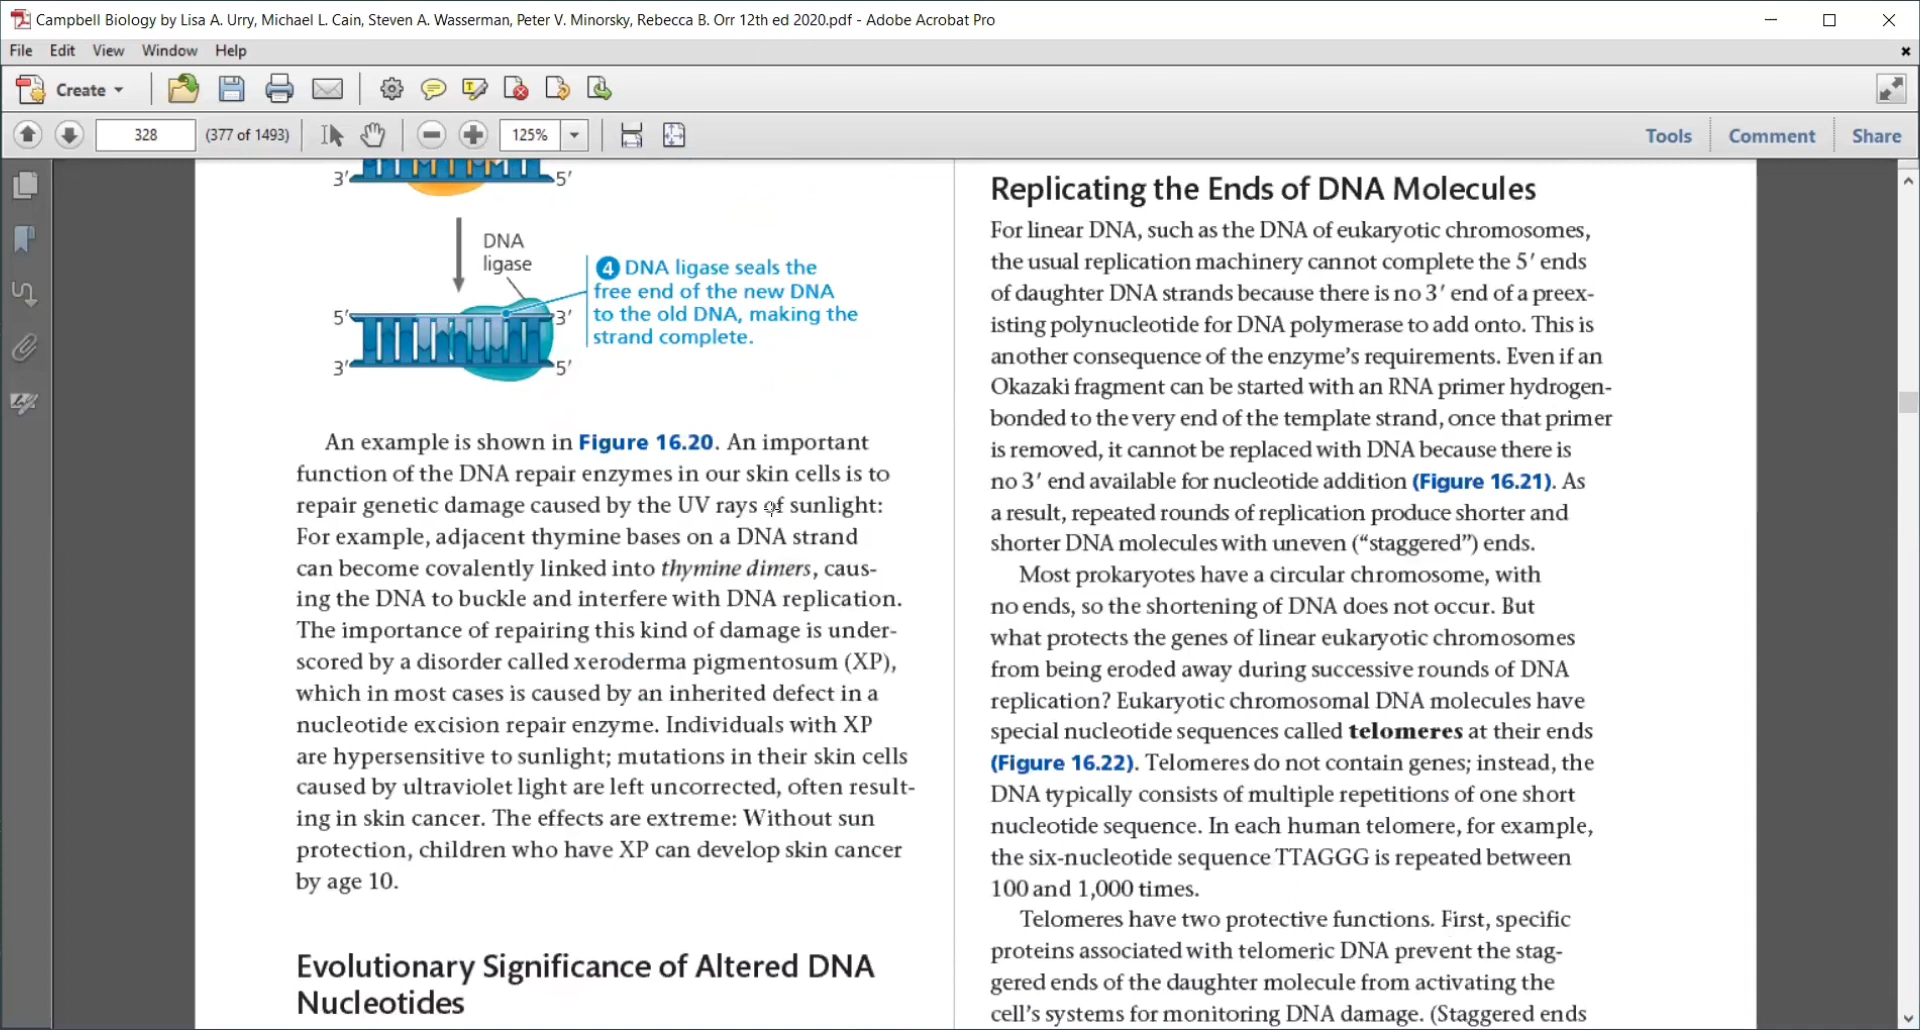 Campbell Biology by Lisa A. Urry, Michael L. Cain, Steven A. Wasserman, Peter V. Minorsky, Rebecca B. Orr 12th ed 2020.pdf - Adobe Acrobat Pro
File Edit View Window Help
Create
328 (377 of 1493) 125% Tools Comment Share
3′ 5′
DNA
ligase
4 DNA ligase seals the
free end of the new DNA
to the old DNA, making the
strand complete.
5′ 3′
3′ 5′
An example is shown in Figure 16.20. An important
function of the DNA repair enzymes in our skin cells is to
repair genetic damage caused by the UV rays of sunlight:
For example, adjacent thymine bases on a DNA strand
can become covalently linked into thymine dimers, caus-
ing the DNA to buckle and interfere with DNA replication.
The importance of repairing this kind of damage is under-
scored by a disorder called xeroderma pigmentosum (XP),
which in most cases is caused by an inherited defect in a
nucleotide excision repair enzyme. Individuals with XP
are hypersensitive to sunlight; mutations in their skin cells
caused by ultraviolet light are left uncorrected, often result-
ing in skin cancer. The effects are extreme: Without sun
protection, children who have XP can develop skin cancer
by age 10.
Evolutionary Significance of Altered DNA
Nucleotides
Replicating the Ends of DNA Molecules
For linear DNA, such as the DNA of eukaryotic chromosomes,
the usual replication machinery cannot complete the 5′ ends
of daughter DNA strands because there is no 3′ end of a preex-
isting polynucleotide for DNA polymerase to add onto. This is
another consequence of the enzyme’s requirements. Even if an
Okazaki fragment can be started with an RNA primer hydrogen-
bonded to the very end of the template strand, once that primer
is removed, it cannot be replaced with DNA because there is
no 3′ end available for nucleotide addition (Figure 16.21). As
a result, repeated rounds of replication produce shorter and
shorter DNA molecules with uneven (“staggered”) ends.
Most prokaryotes have a circular chromosome, with
no ends, so the shortening of DNA does not occur. But
what protects the genes of linear eukaryotic chromosomes
from being eroded away during successive rounds of DNA
replication? Eukaryotic chromosomal DNA molecules have
special nucleotide sequences called telomeres at their ends
(Figure 16.22). Telomeres do not contain genes; instead, the
DNA typically consists of multiple repetitions of one short
nucleotide sequence. In each human telomere, for example,
the six-nucleotide sequence TTAGGG is repeated between
100 and 1,000 times.
Telomeres have two protective functions. First, specific
proteins associated with telomeric DNA prevent the stag-
gered ends of the daughter molecule from activating the
cell’s systems for monitoring DNA damage. (Staggered ends